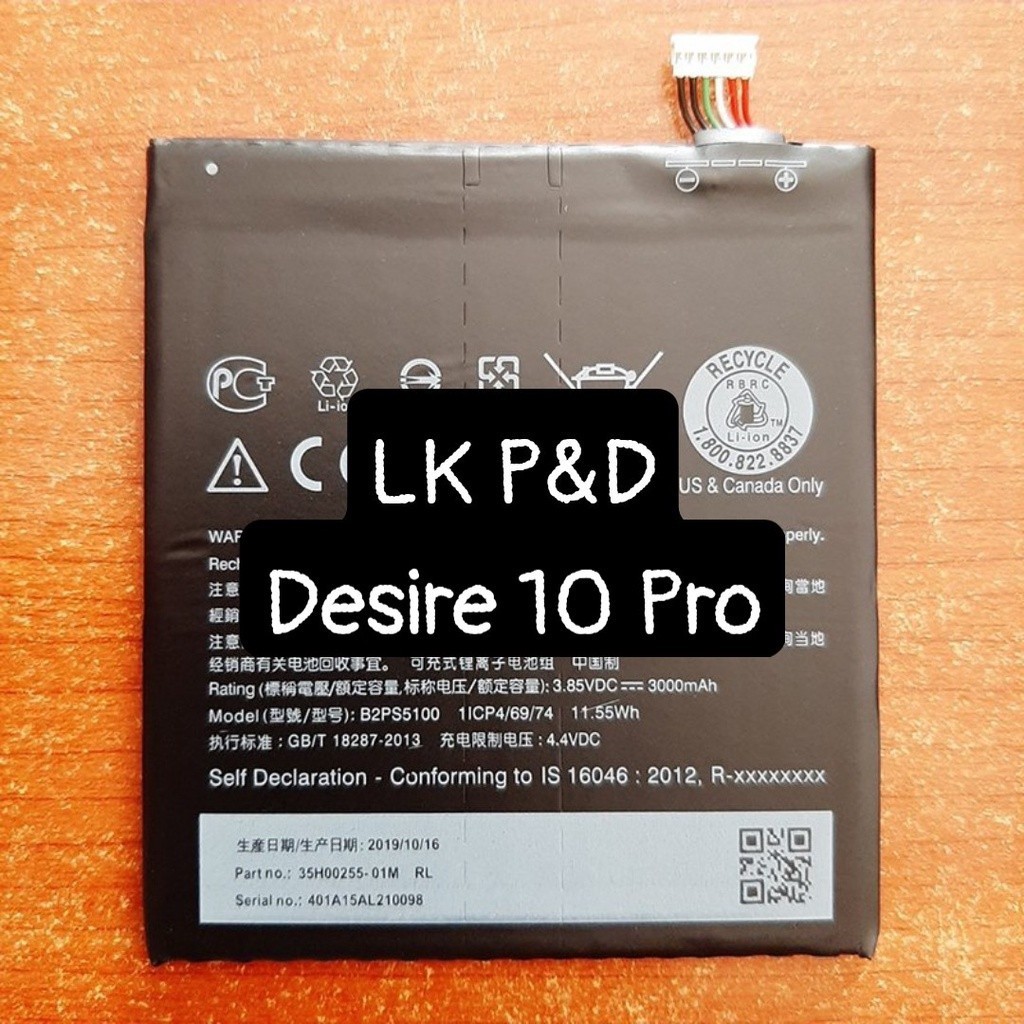 RECYCLE
RBRC
Li-ion
TM
1.800.822.8837
US & Canada Only
PCT
CE
LK P&D
Desire 10 Pro
perly.
注意
詢當地
經銷
注意
询当地
经销商有关电池回收事宜。 可充式锂离子电池组 中国制
Rating (標稱電壓/額定容量,标称电压/额定容量): 3.85VDC⎓3000mAh
Model (型號/型号): B2PS5100 1ICP4/69/74 11.55Wh
执行标准 : GB/T 18287-2013 充电限制电压 : 4.4VDC
Self Declaration - Conforming to IS 16046 : 2012, R-xxxxxxxx
生產日期/生产日期: 2019/10/16
Part no.: 35H00255-01M RL
Serial no.: 401A15AL210098